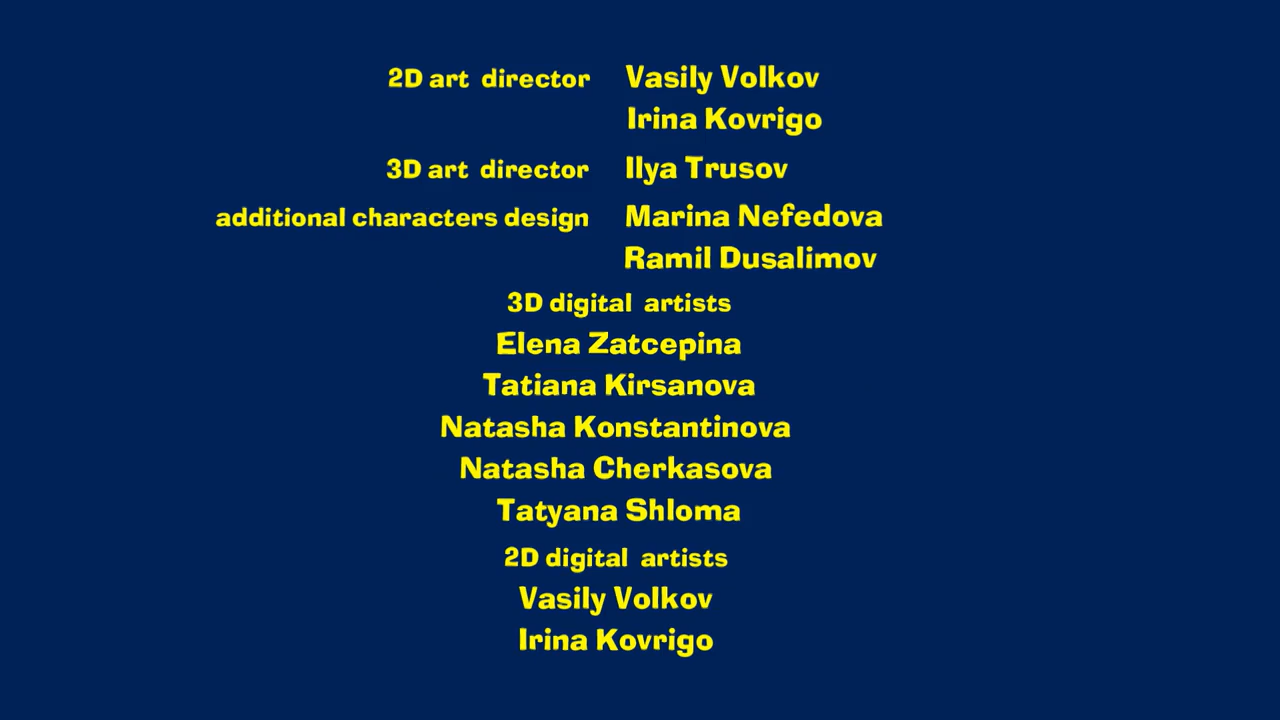 2D art director Vasily Volkov
Irina Kovrigo
3D art director Ilya Trusov
additional characters design Marina Nefedova
Ramil Dusalimov
3D digital artists
Elena Zatcepina
Tatiana Kirsanova
Natasha Konstantinova
Natasha Cherkasova
Tatyana Shloma
2D digital artists
Vasily Volkov
Irina Kovrigo